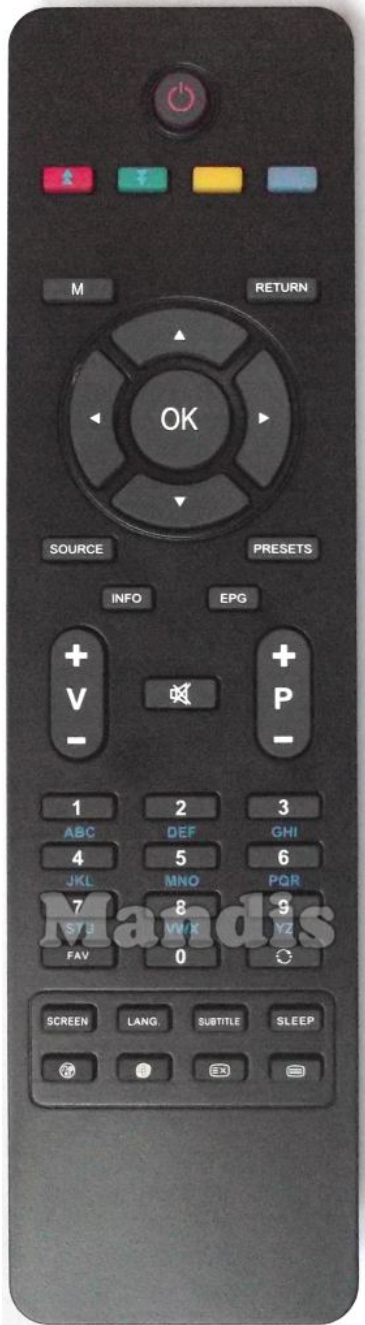 M RETURN
OK
SOURCE PRESETS
INFO EPG
+ +
V P
- -
1 2 3
ABC DEF GHI
4 5 6
JKL MNO PQR
7 8 9
STU VWX YZ
Mandis
FAV 0
SCREEN LANG. SUBTITLE SLEEP